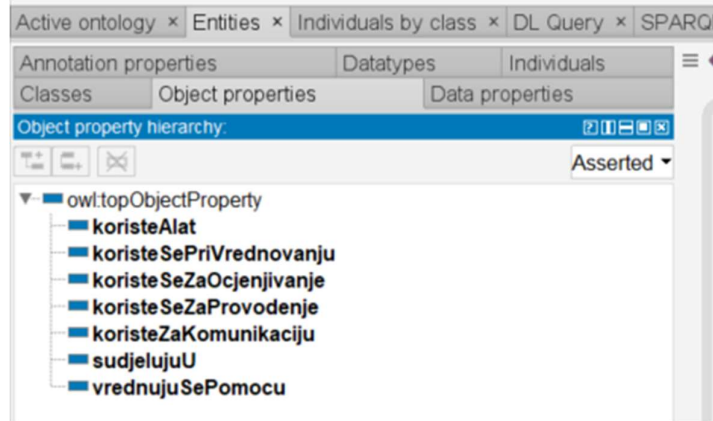 Active ontology × Entities × Individuals by class × DL Query × SPARQ
Annotation properties Datatypes Individuals
Classes Object properties Data properties
Object property hierarchy:
Asserted
owl:topObjectProperty
koristeAlat
koristeSePriVrednovanju
koristeSeZaOcjenjivanje
koristeSeZaProvodenje
koristeZaKomunikaciju
sudjelujuU
vrednujuSePomocu